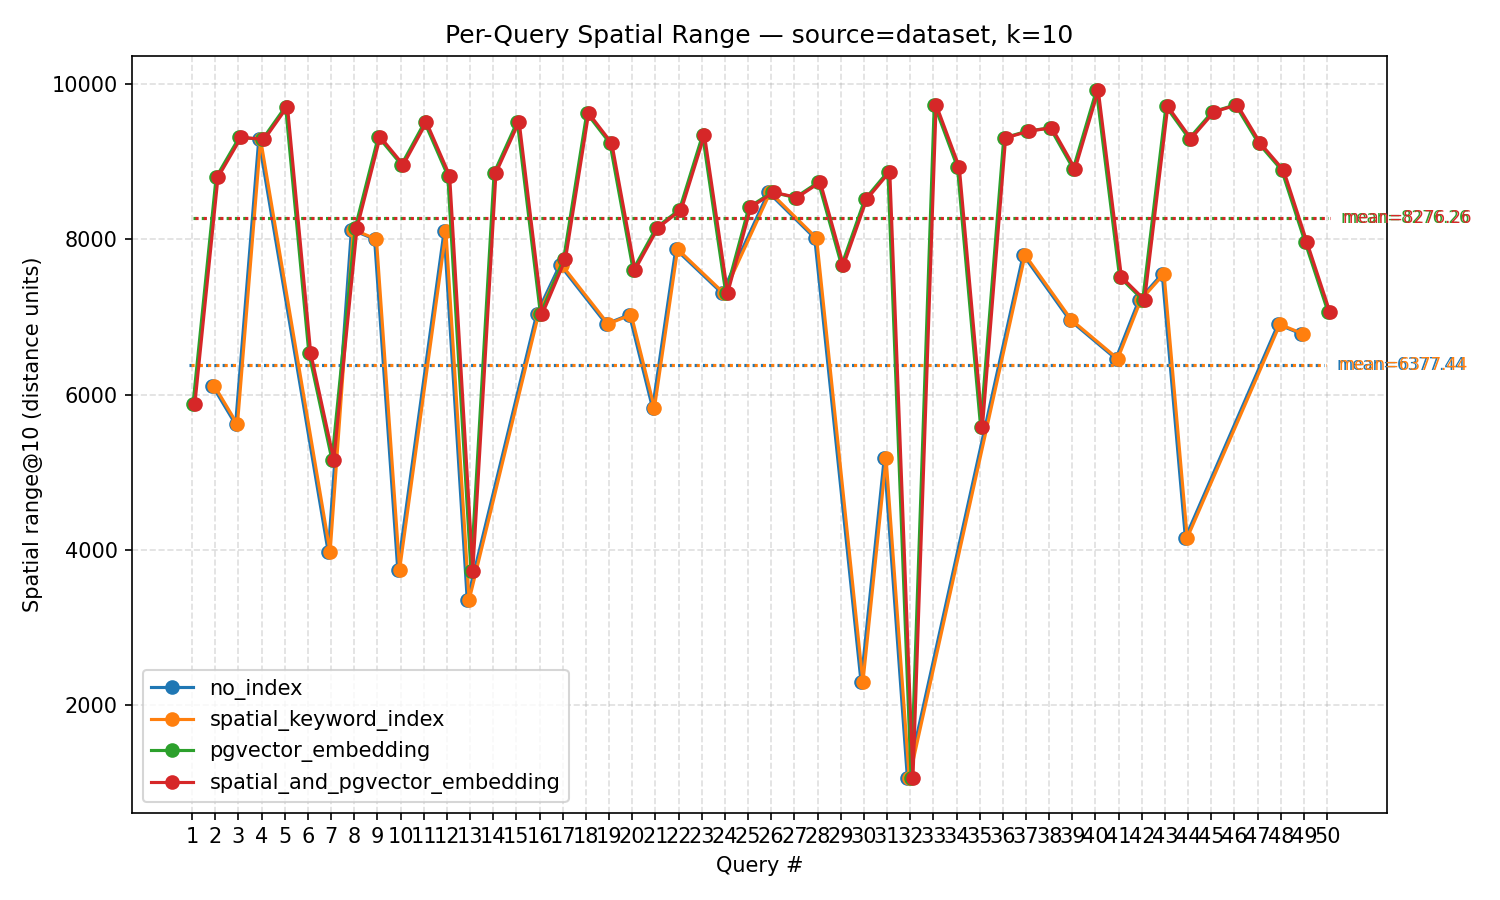 Per-Query Spatial Range — source=dataset, k=10
Spatial range@10 (distance units)
10000
8000
6000
4000
2000
mean=8276.26
mean=6377.44
no_index
spatial_keyword_index
pgvector_embedding
spatial_and_pgvector_embedding
1 2 3 4 5 6 7 8 9 10 11 12 13 14 15 16 17 18 19 20 21 22 23 24 25 26 27 28 29 30 31 32 33 34 35 36 37 38 39 40 41 42 43 44 45 46 47 48 49 50
Query #